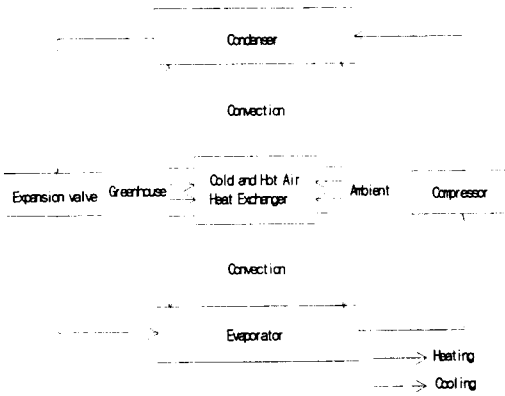 Condenser
Convection
Expansion valve
Greenhouse
Cold and Hot Air
Heat Exchanger
Ambient
Compressor
Convection
Evaporator
Heating
Cooling